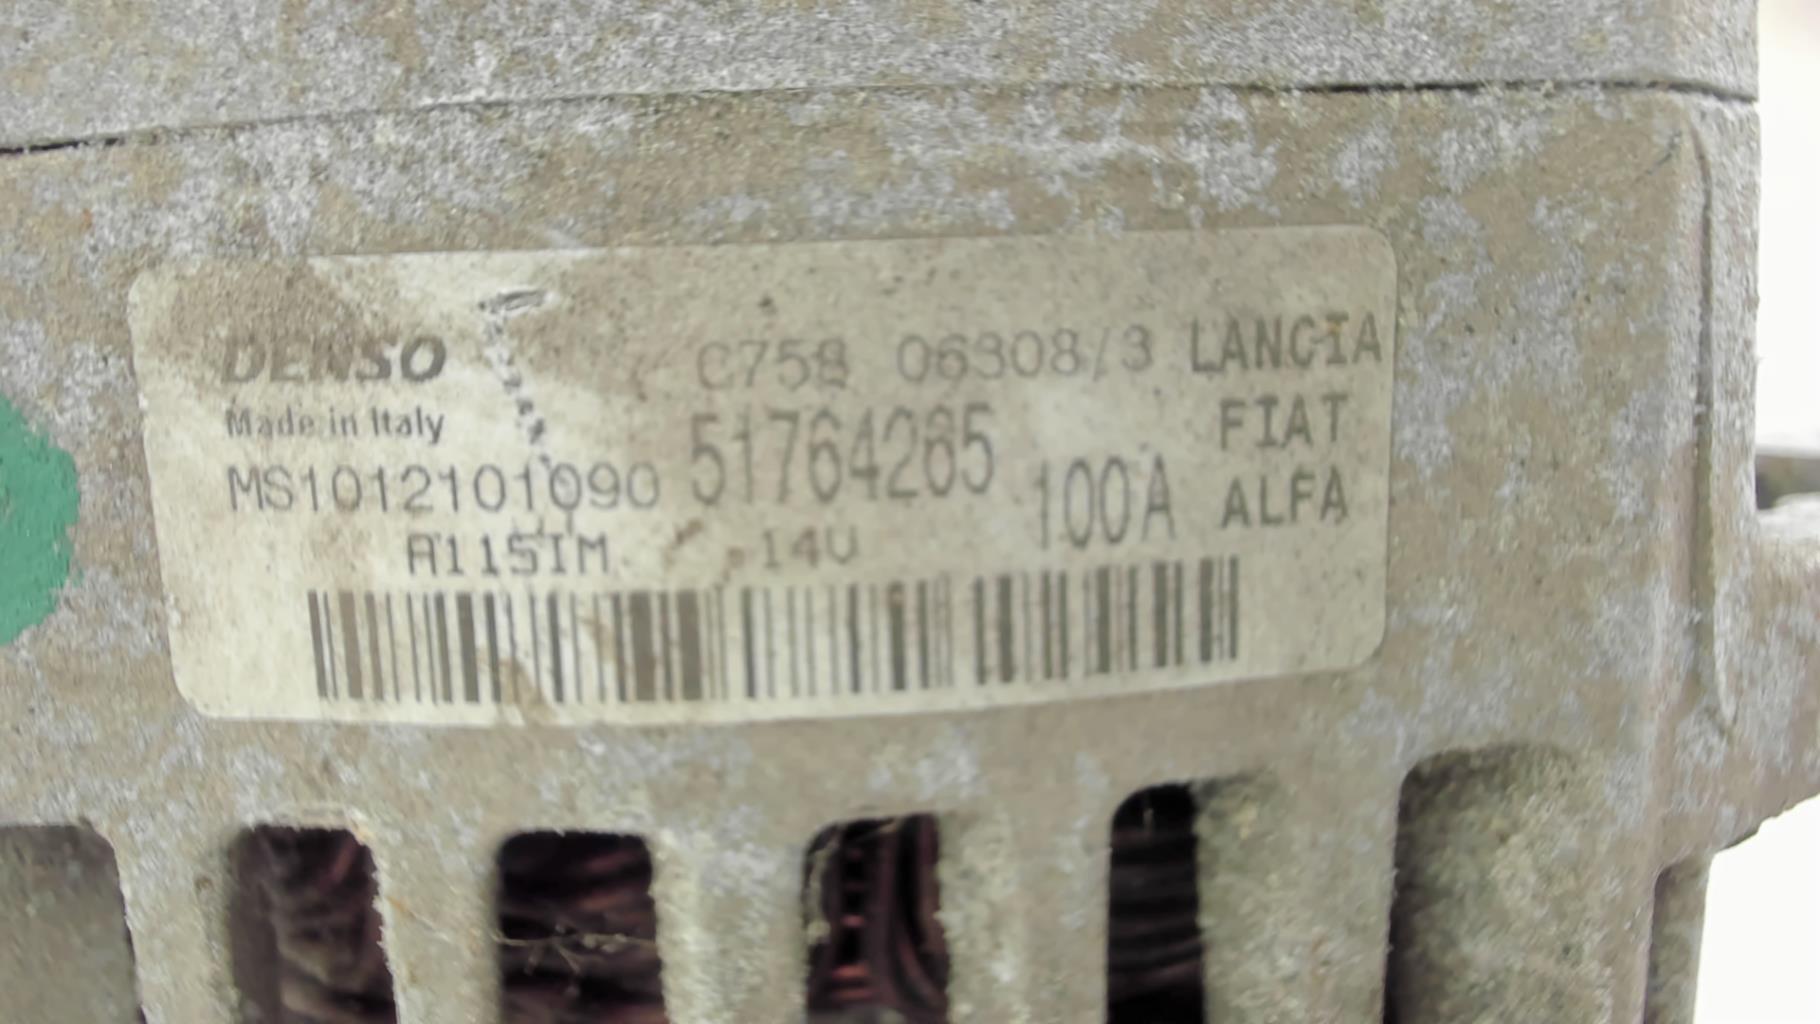 DENSO C758 06308/3 LANCIA
Made in Italy 51764265 FIAT
MS1012101090 100A ALFA
A115IM 14V